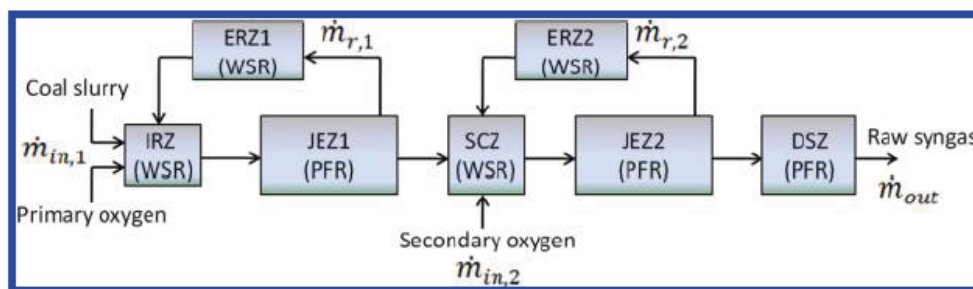 ERZ1
(WSR)
ṁr,1
ERZ2
(WSR)
ṁr,2
Coal slurry
ṁin,1
Primary oxygen
IRZ
(WSR)
JEZ1
(PFR)
SCZ
(WSR)
JEZ2
(PFR)
DSZ
(PFR)
Raw syngas
ṁout
Secondary oxygen
ṁin,2